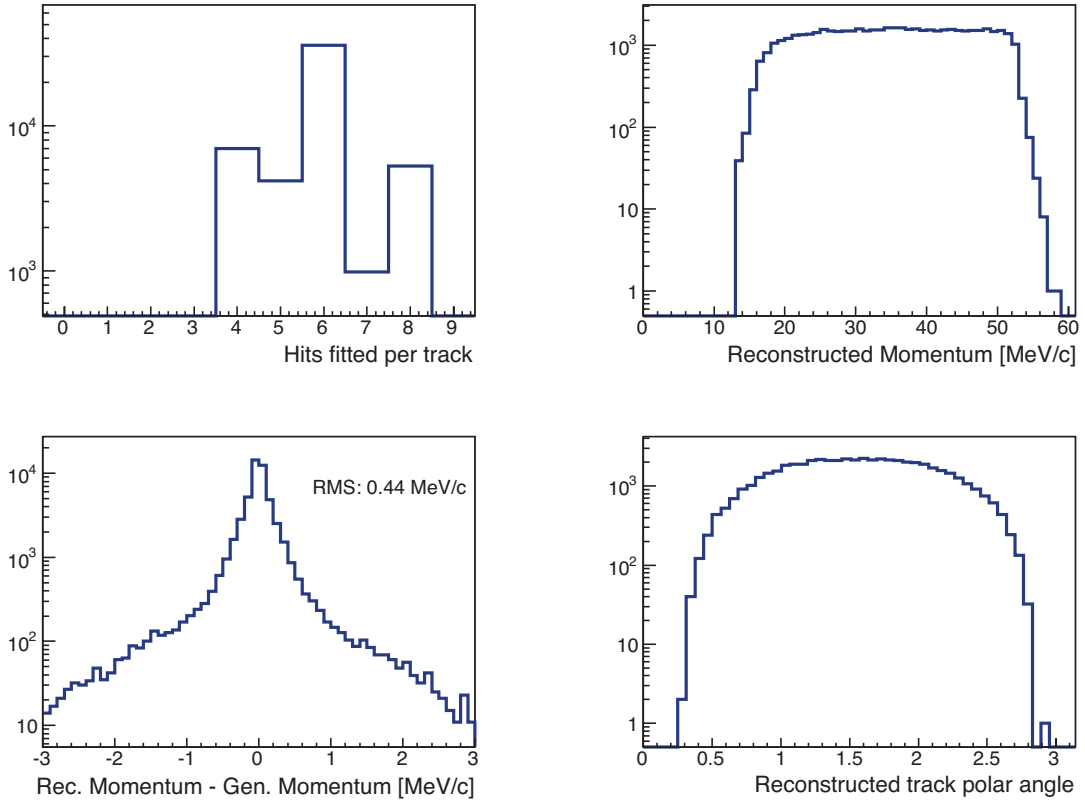 10^4
10^3
0 1 2 3 4 5 6 7 8 9
Hits fitted per track
10^3
10^2
10
1
0 10 20 30 40 50 60
Reconstructed Momentum [MeV/c]
10^4
10^3
10^2
10
RMS: 0.44 MeV/c
-3 -2 -1 0 1 2 3
Rec. Momentum - Gen. Momentum [MeV/c]
10^3
10^2
10
1
0 0.5 1 1.5 2 2.5 3
Reconstructed track polar angle